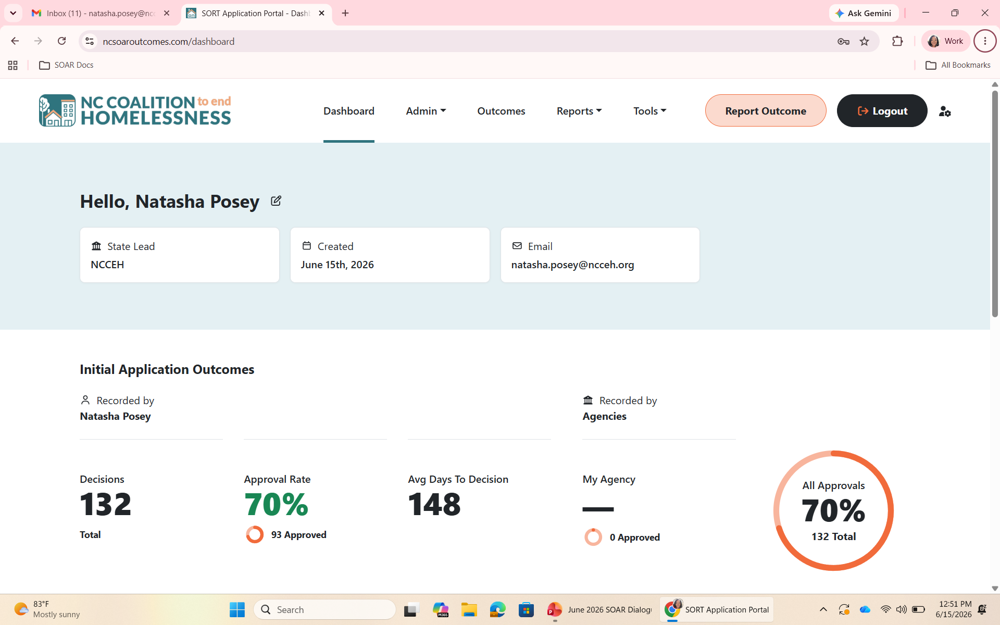 Inbox (11) - natasha.posey@ncc
SORT Application Portal - Dash
Ask Gemini
ncsoaroutcomes.com/dashboard
Work
SOAR Docs
All Bookmarks
NC COALITION to end
HOMELESSNESS
Dashboard
Admin
Outcomes
Reports
Tools
Report Outcome
Logout
Hello, Natasha Posey
State Lead
NCCEH
Created
June 15th, 2026
Email
natasha.posey@ncceh.org
Initial Application Outcomes
Recorded by
Natasha Posey
Recorded by
Agencies
Decisions
132
Total
Approval Rate
70%
93 Approved
Avg Days To Decision
148
My Agency
0 Approved
All Approvals
70%
132 Total
83°F
Mostly sunny
Search
M365
June 2026 SOAR Dialog
SORT Application Portal
12:51 PM
6/15/2026